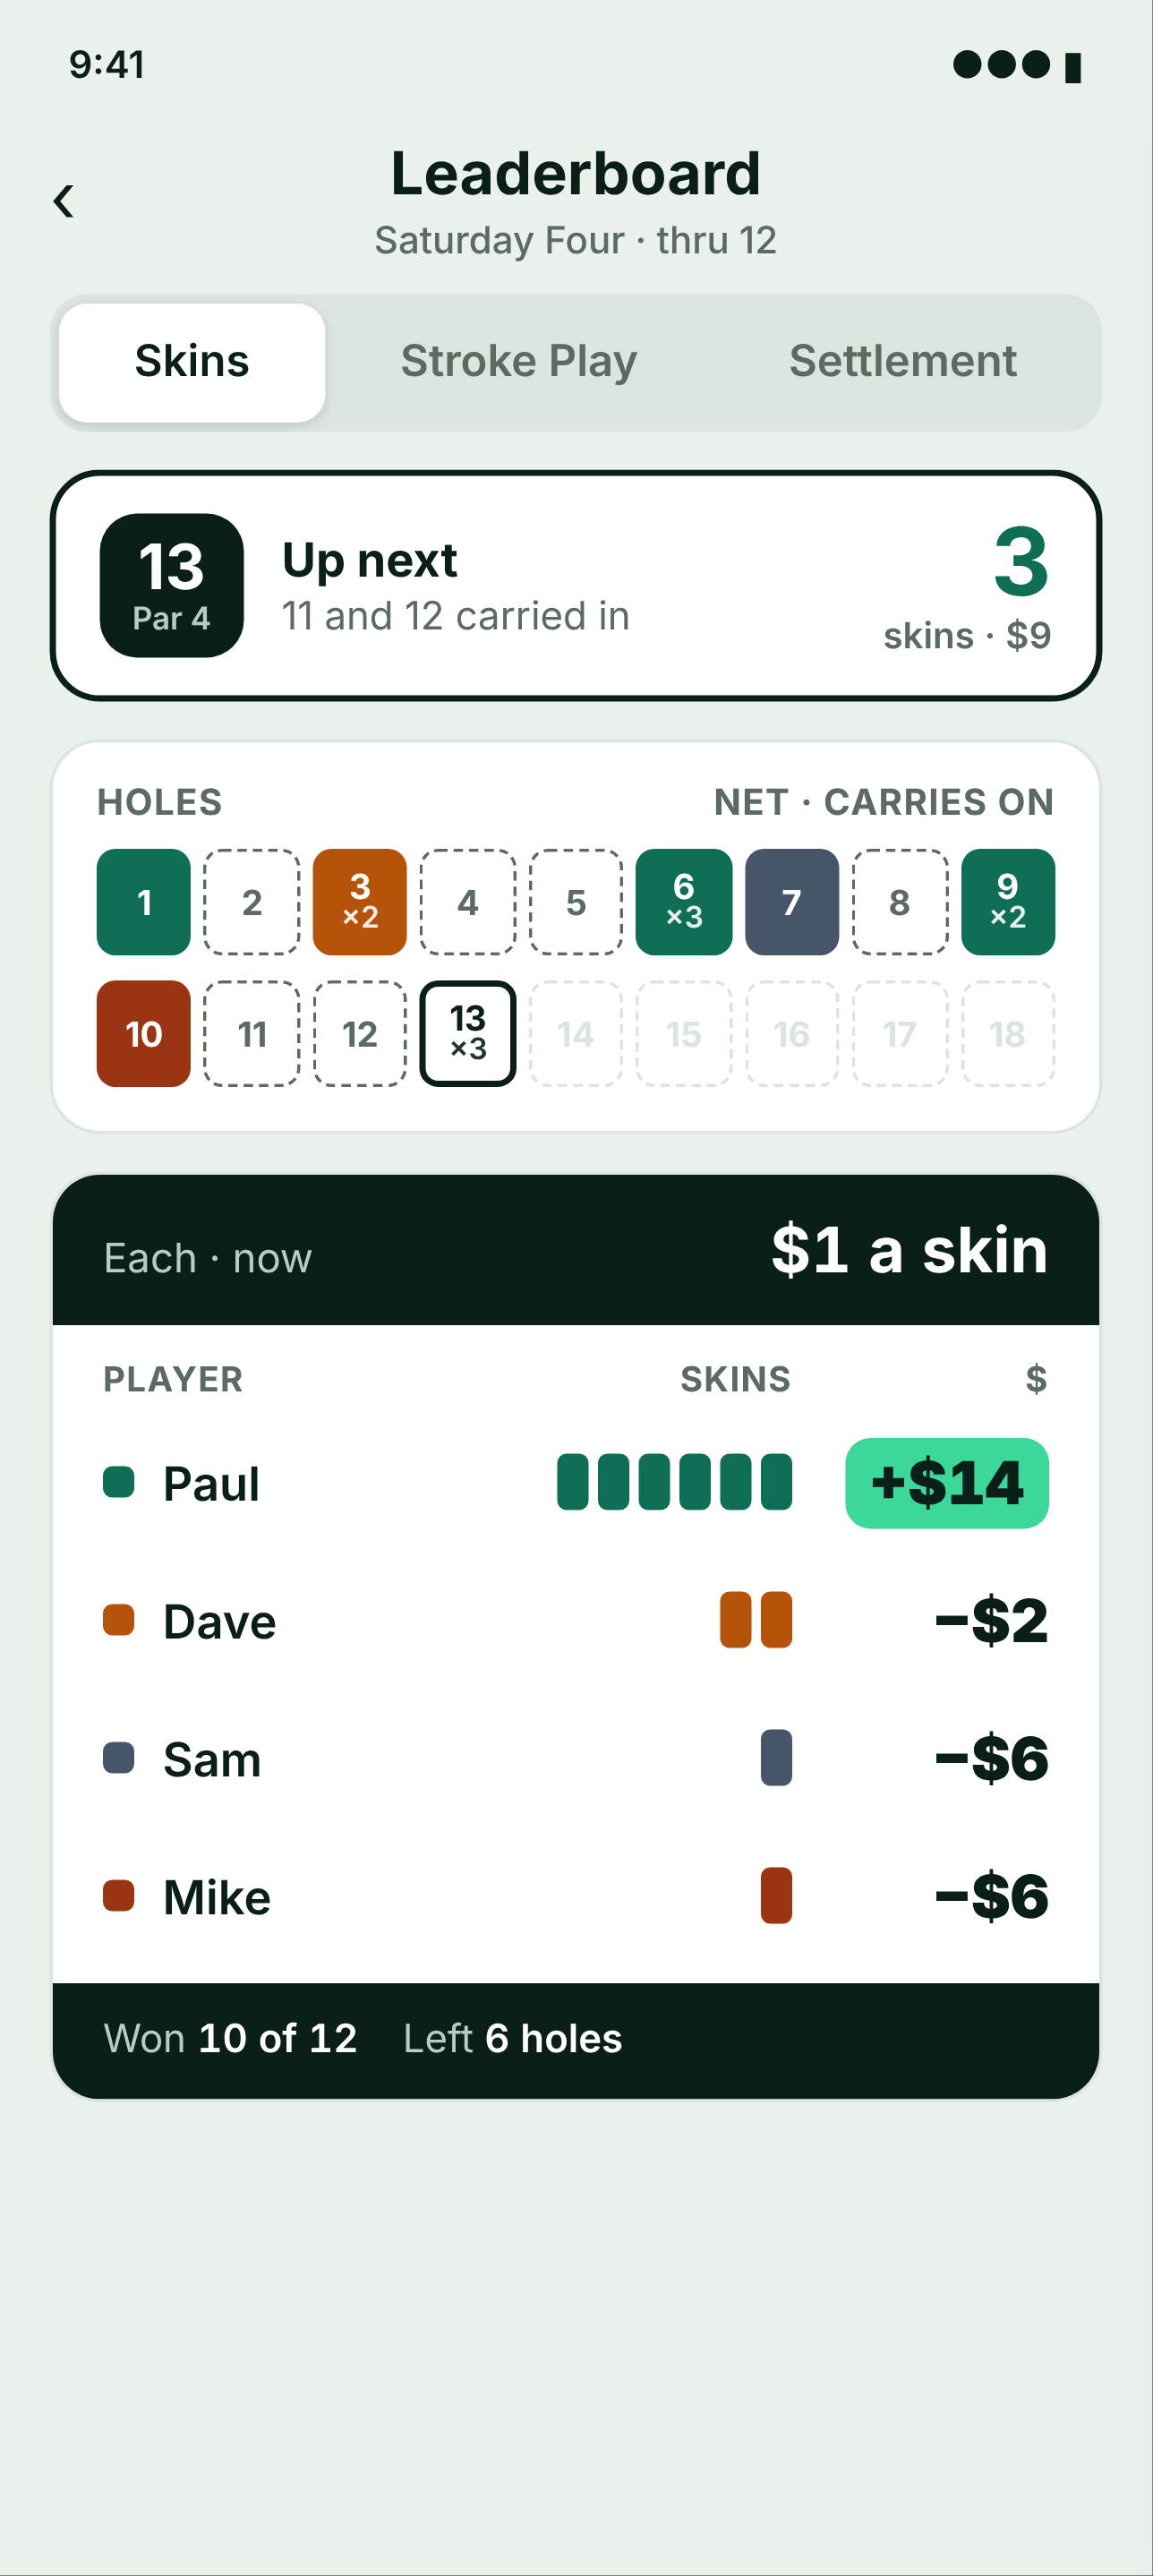 9:41
Leaderboard
Saturday Four · thru 12
Skins Stroke Play Settlement
13
Par 4
Up next
11 and 12 carried in
3
skins · $9
HOLES NET · CARRIES ON
1 2 3 ×2 4 5 6 ×3 7 8 9 ×2
10 11 12 13 ×3 14 15 16 17 18
Each · now $1 a skin
PLAYER SKINS $
Paul +$14
Dave −$2
Sam −$6
Mike −$6
Won 10 of 12 Left 6 holes